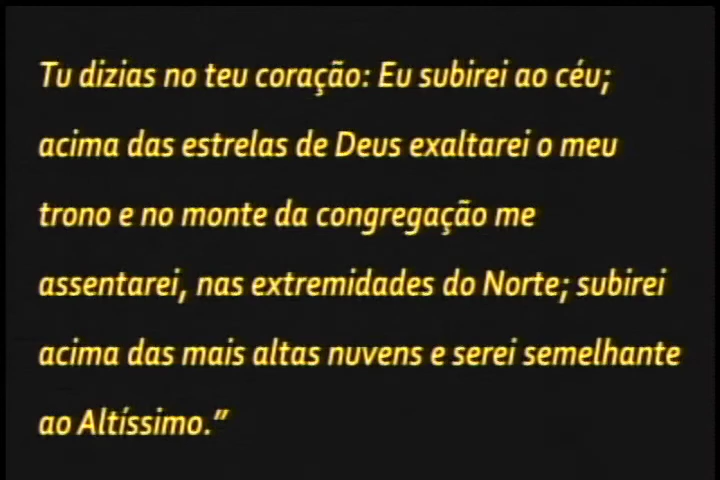 Tu dizias no teu coração: Eu subirei ao céu;
acima das estrelas de Deus exaltarei o meu
trono e no monte da congregação me
assentarei, nas extremidades do Norte; subirei
acima das mais altas nuvens e serei semelhante
ao Altíssimo.”